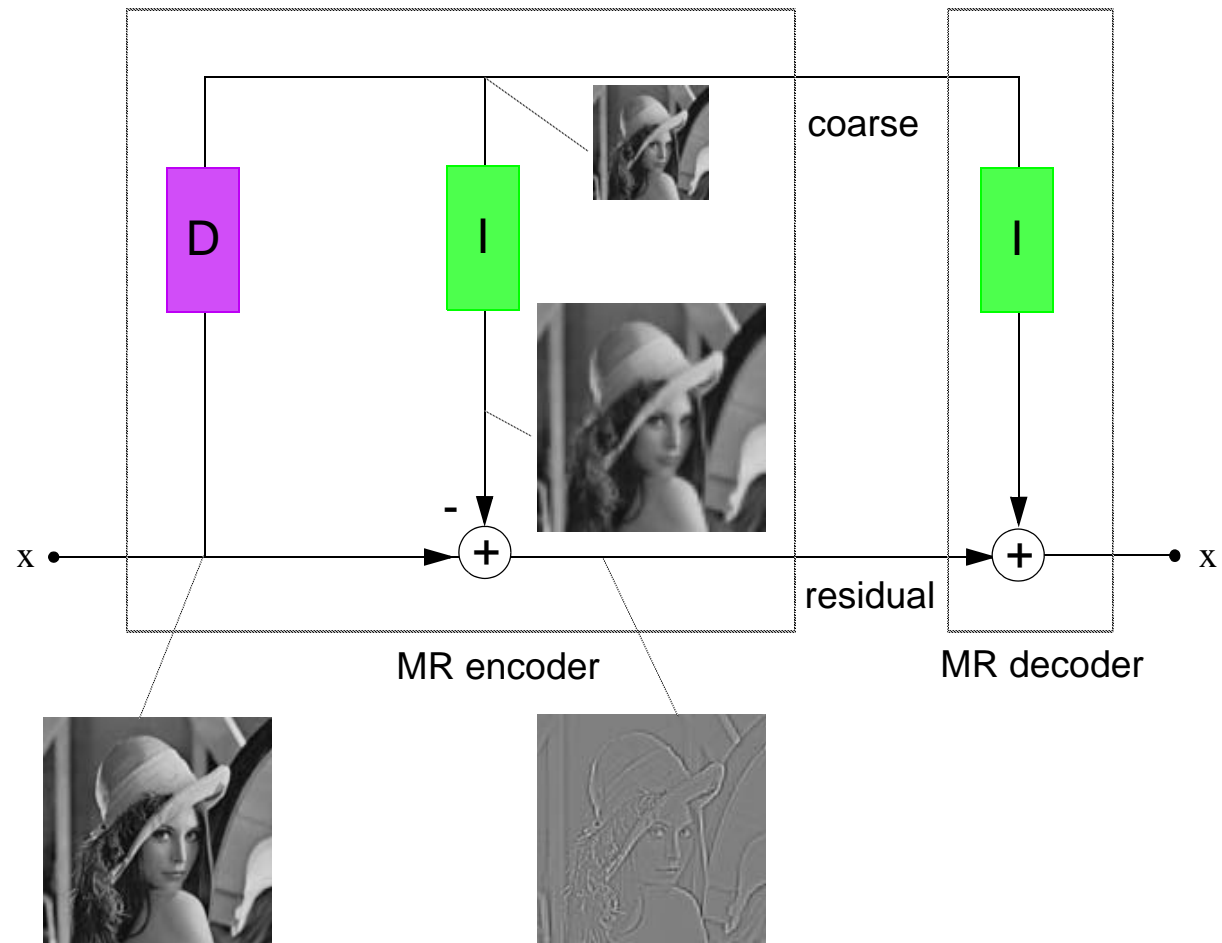 coarse
D
I
I
-
x
+
+
x
residual
MR encoder
MR decoder